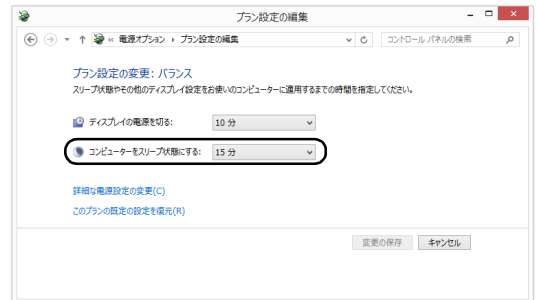 プラン設定の編集
« 電源オプション › プラン設定の編集
コントロール パネルの検索
プラン設定の変更: バランス
スリープ状態やその他のディスプレイ設定をお使いのコンピューターに適用するまでの時間を指定してください。
ディスプレイの電源を切る: 10 分
コンピューターをスリープ状態にする: 15 分
詳細な電源設定の変更(C)
このプランの既定の設定を復元(R)
変更の保存 キャンセル